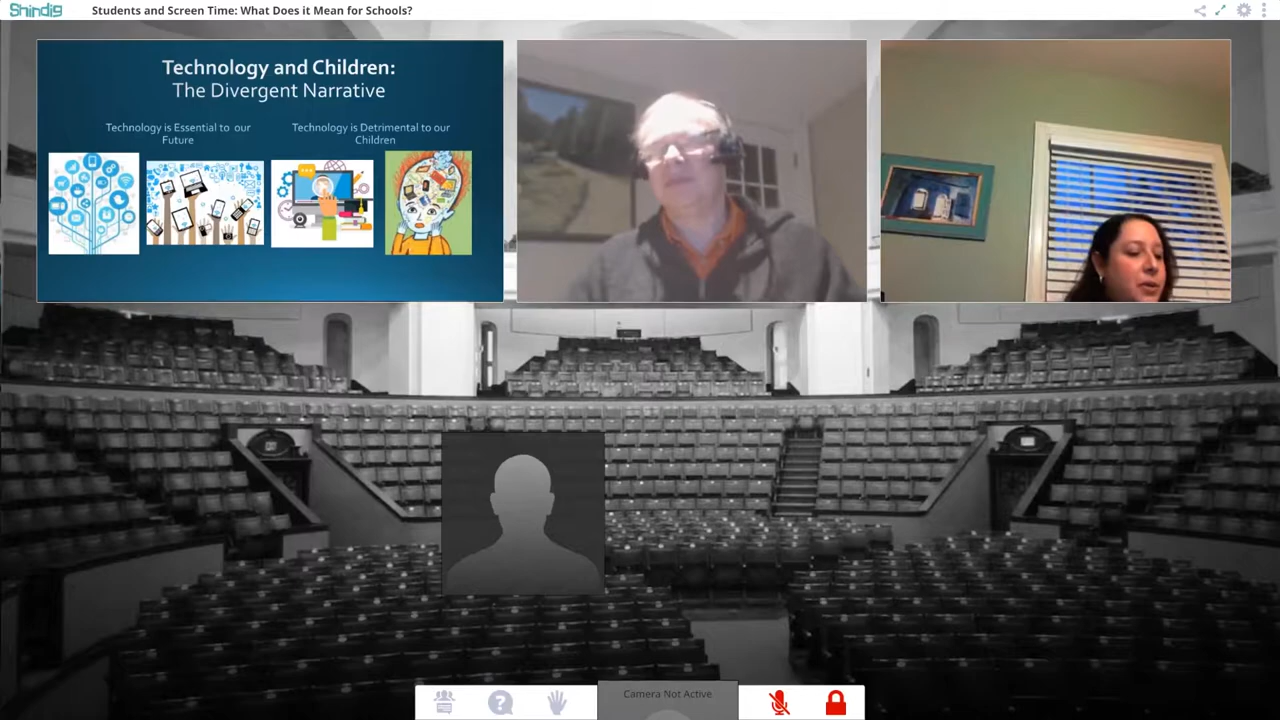 Shindig
Students and Screen Time: What Does it Mean for Schools?
Technology and Children:
The Divergent Narrative
Technology is Essential to our
Future
Technology is Detrimental to our
Children
Camera Not Active